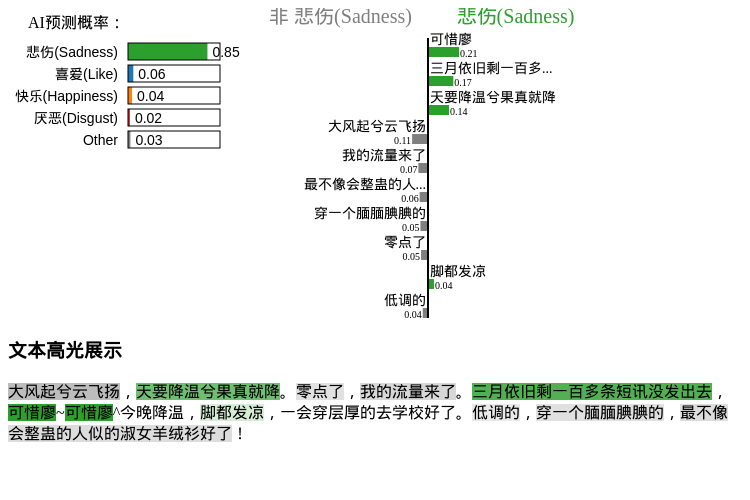 AI预测概率：
悲伤(Sadness) 0.85
喜爱(Like) 0.06
快乐(Happiness) 0.04
厌恶(Disgust) 0.02
Other 0.03
非 悲伤(Sadness) 悲伤(Sadness)
可惜廖
0.21
三月依旧剩一百多...
0.17
天要降温兮果真就降
0.14
大风起兮云飞扬
0.11
我的流量来了
0.07
最不像会整蛊的人...
0.06
穿一个腼腼腆腆的
0.05
零点了
0.05
脚都发凉
0.04
低调的
0.04
文本高光展示
大风起兮云飞扬，天要降温兮果真就降。零点了，我的流量来了。三月依旧剩一百多条短讯没发出去，
可惜廖~可惜廖^今晚降温，脚都发凉，一会穿层厚的去学校好了。低调的，穿一个腼腼腆腆的，最不像
会整蛊的人似的淑女羊绒衫好了！